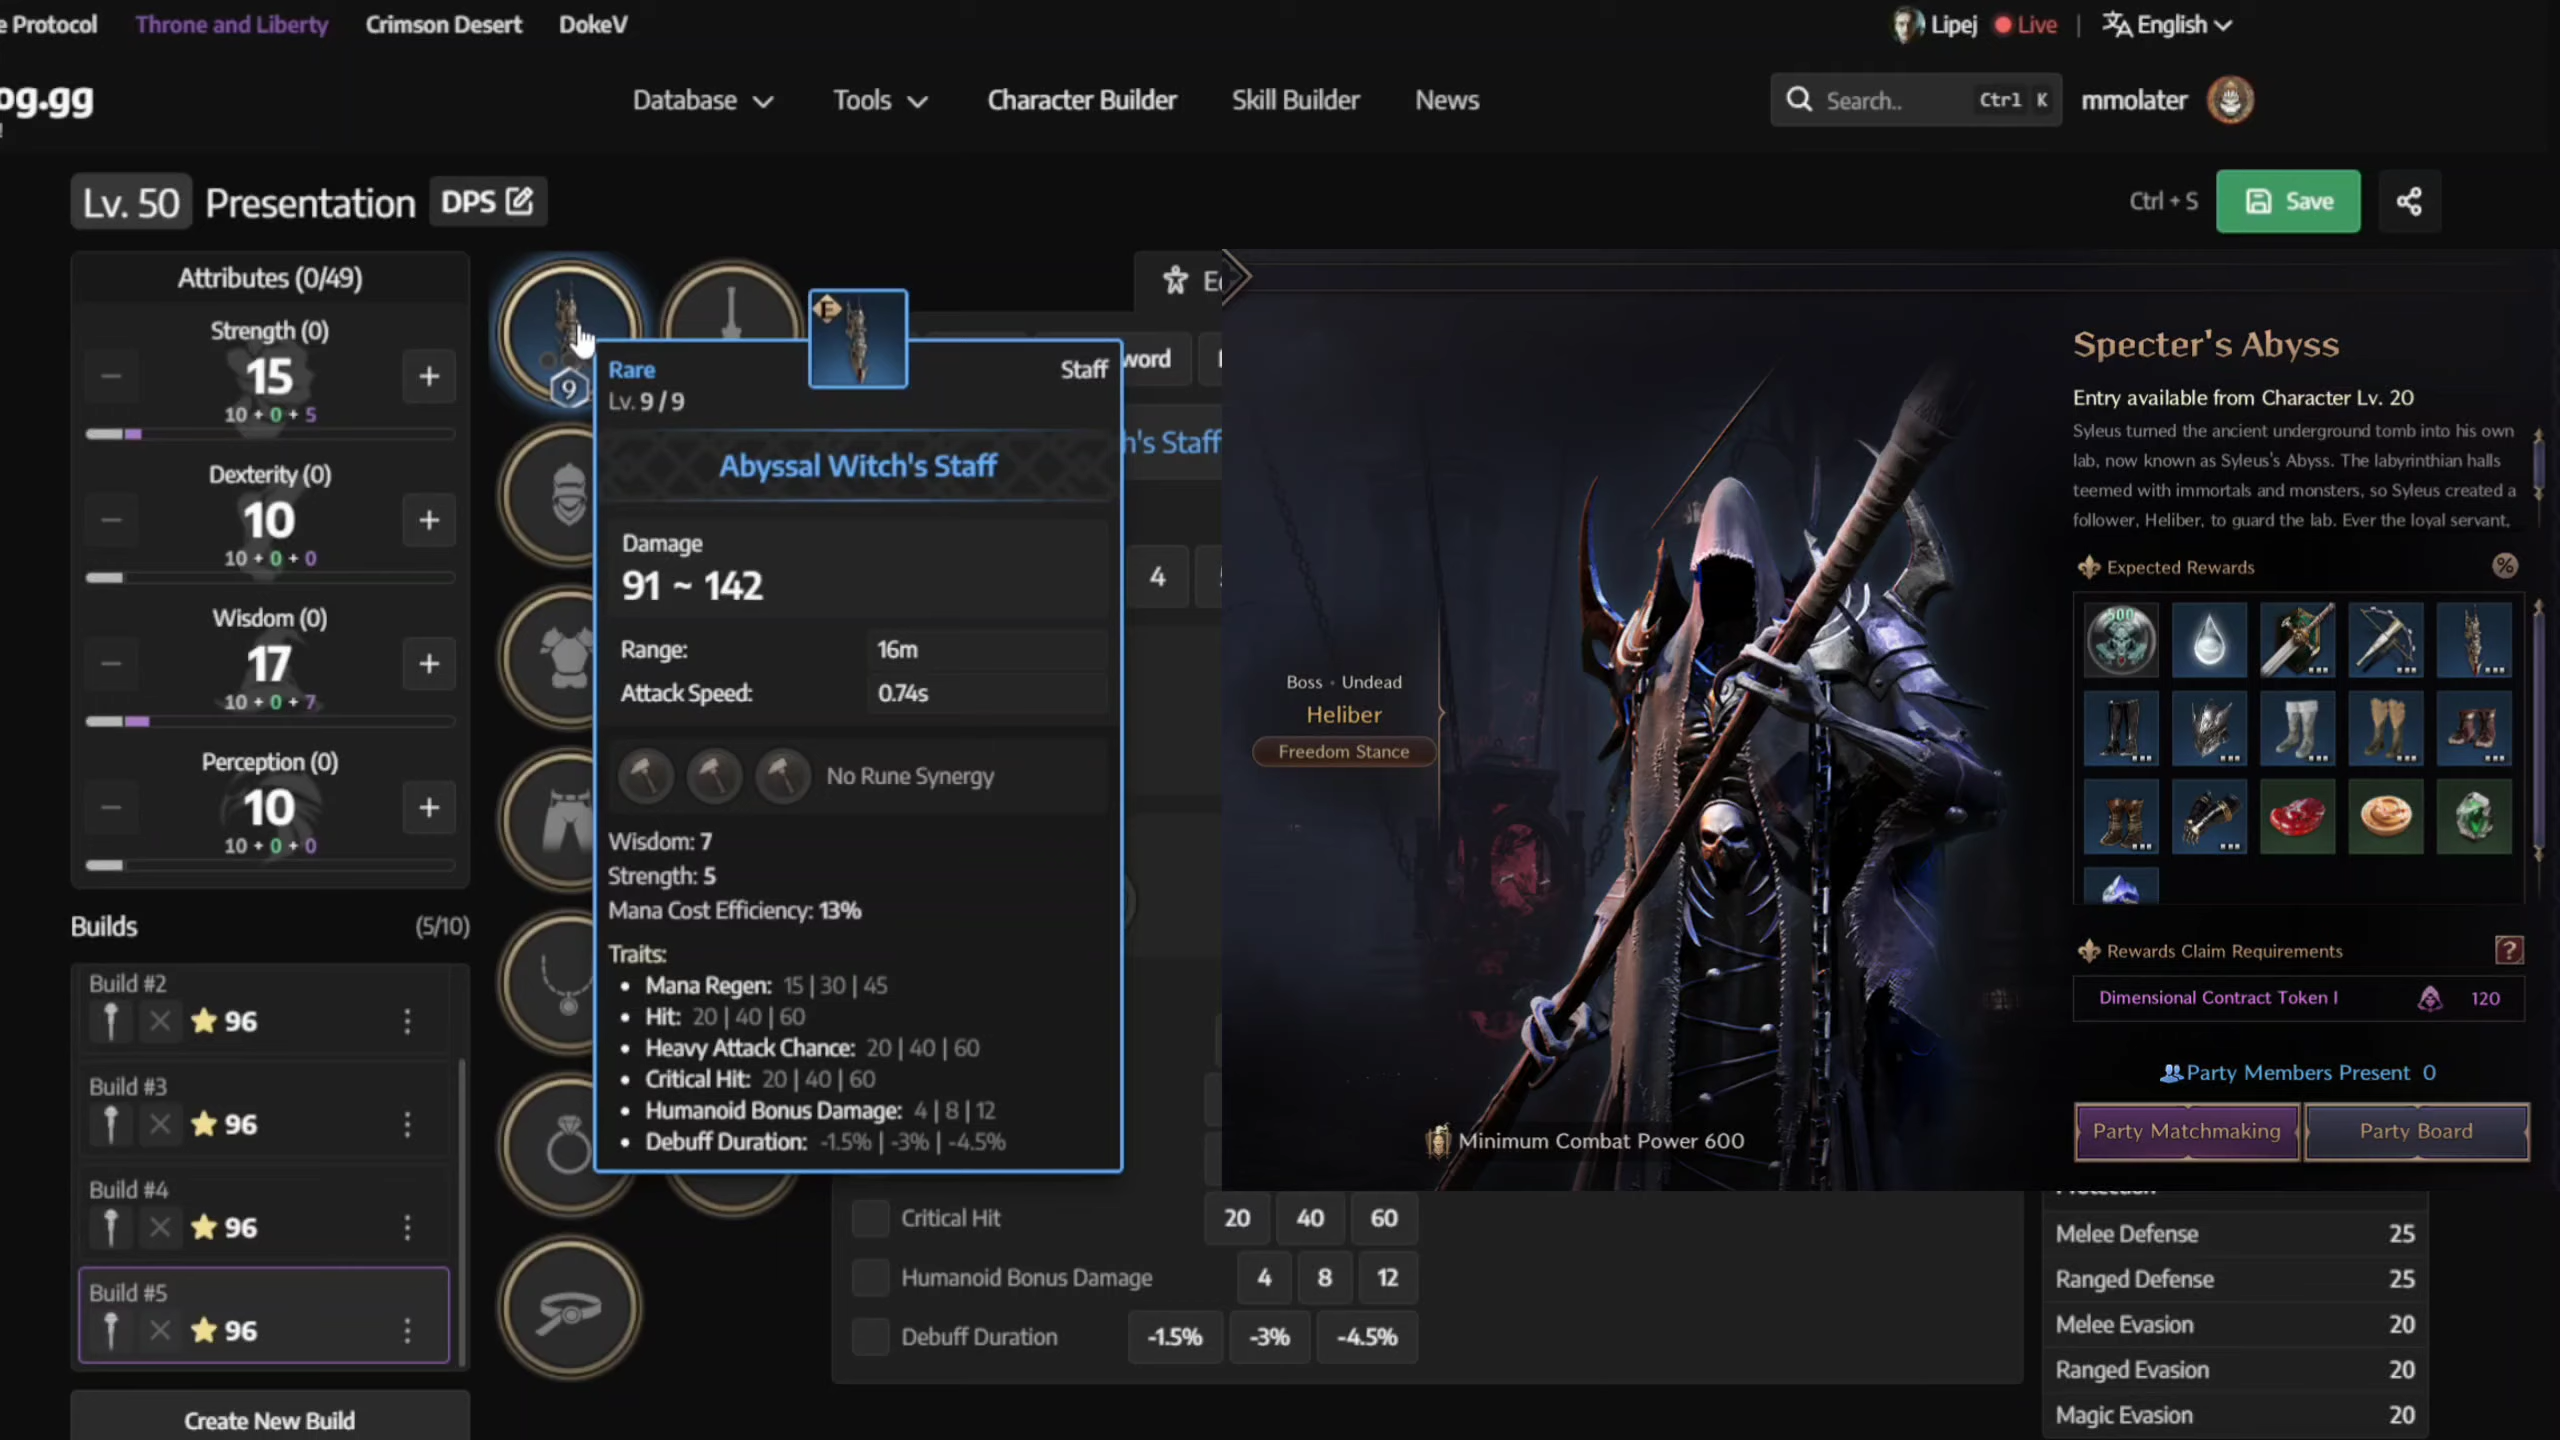 e Protocol
Throne and Liberty
Crimson Desert
DokeV
Lipej
Live
English
og.gg
Database
Tools
Character Builder
Skill Builder
News
Search..
Ctrl K
mmolater
Lv. 50
Presentation
DPS
Ctrl + S
Save
Attributes (0/49)
Strength (0)
15
10 + 0 + 5
Dexterity (0)
10
10 + 0 + 0
Wisdom (0)
17
10 + 0 + 7
Perception (0)
10
10 + 0 + 0
Builds
(5/10)
Build #2
96
Build #3
96
Build #4
96
Build #5
96
Create New Build
9
E
Rare
Staff
Lv. 9 / 9
Abyssal Witch's Staff
Damage
91 ~ 142
Range: 16m
Attack Speed: 0.74s
No Rune Synergy
Wisdom: 7
Strength: 5
Mana Cost Efficiency: 13%
Traits:
Mana Regen: 15 | 30 | 45
Hit: 20 | 40 | 60
Heavy Attack Chance: 20 | 40 | 60
Critical Hit: 20 | 40 | 60
Humanoid Bonus Damage: 4 | 8 | 12
Debuff Duration: -1.5% | -3% | -4.5%
word
h's Staff
4
Critical Hit 20 40 60
Humanoid Bonus Damage 4 8 12
Debuff Duration -1.5% -3% -4.5%
Boss • Undead
Heliber
Freedom Stance
Minimum Combat Power 600
Specter's Abyss
Entry available from Character Lv. 20
Syleus turned the ancient underground tomb into his own
lab, now known as Syleus's Abyss. The labyrinthian halls
teemed with immortals and monsters, so Syleus created a
follower, Heliber, to guard the lab. Ever the loyal servant,
Expected Rewards
%
500
Rewards Claim Requirements
?
Dimensional Contract Token I 120
Party Members Present 0
Party Matchmaking
Party Board
Melee Defense 25
Ranged Defense 25
Melee Evasion 20
Ranged Evasion 20
Magic Evasion 20